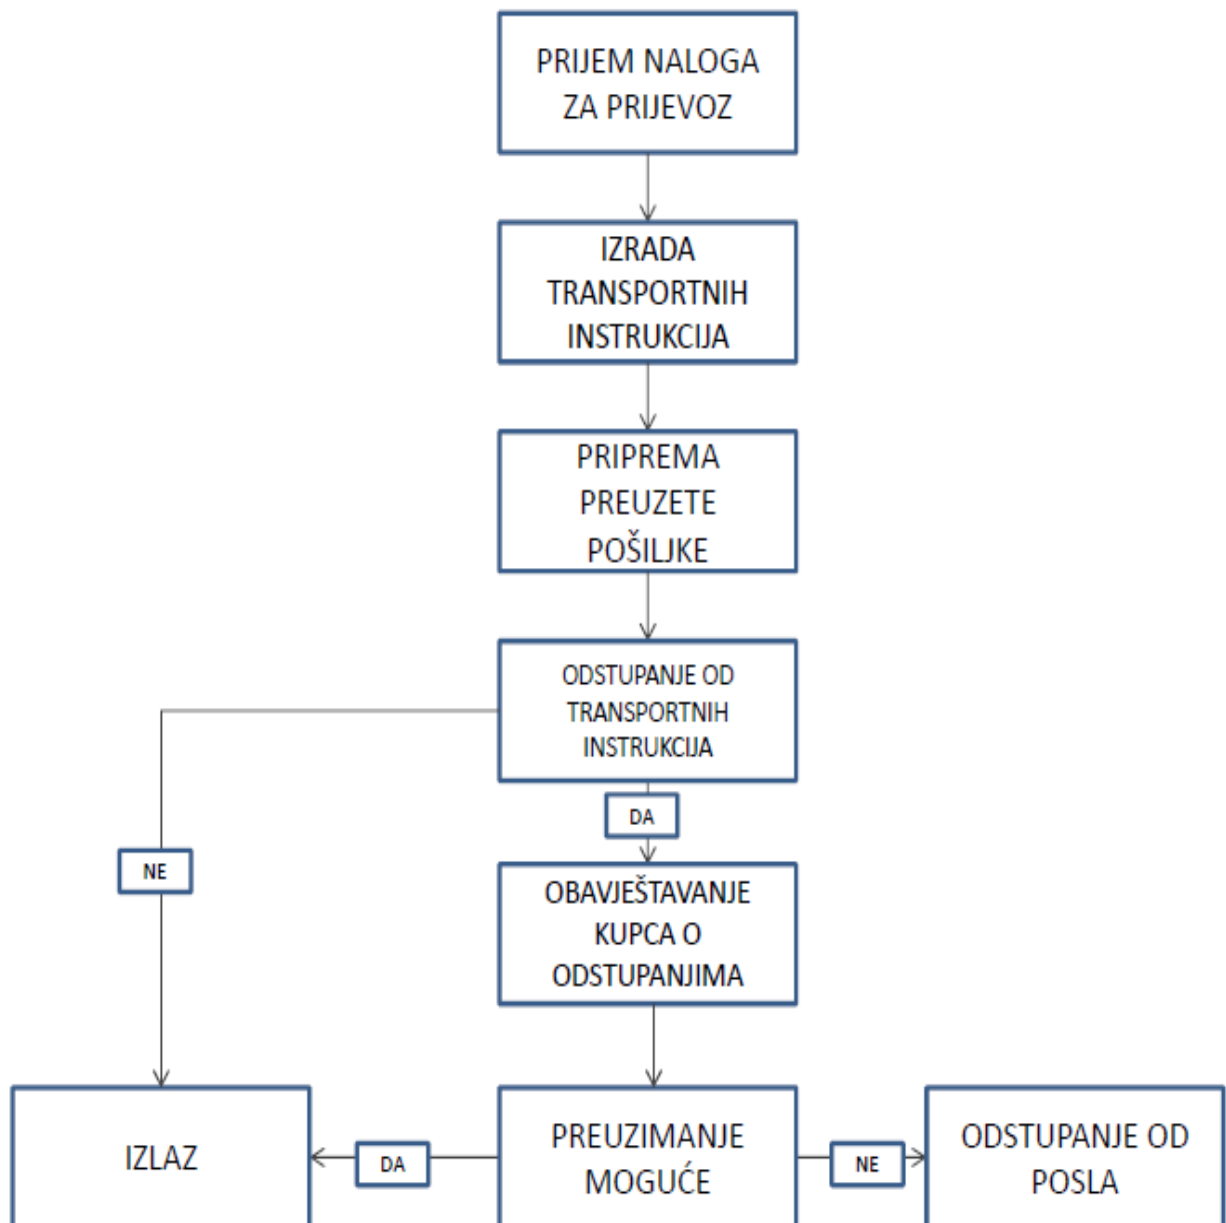 PRIJEM NALOGA
ZA PRIJEVOZ
IZRADA
TRANSPORTNIH
INSTRUKCIJA
PRIPREMA
PREUZETE
POŠILJKE
ODSTUPANJE OD
TRANSPORTNIH
INSTRUKCIJA
DA
NE
OBAVJEŠTAVANJE
KUPCA O
ODSTUPANJIMA
IZLAZ
DA
PREUZIMANJE
MOGUĆE
NE
ODSTUPANJE OD
POSLA